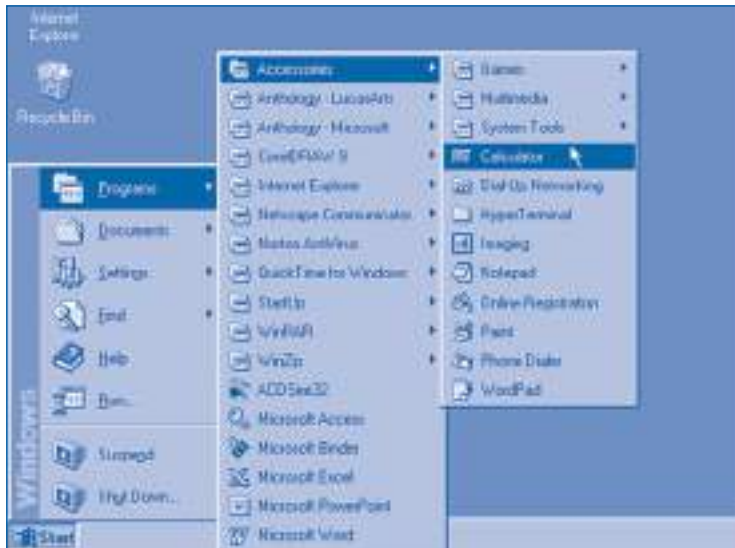 Internet
Explorer
Recycle Bin
Programs
Documents
Settings
Find
Help
Run...
Suspend
Shut Down...
Windows
Start
Accessories
Anthology - LucasArts
Anthology - Microsoft
CorelDRAW 9
Internet Explorer
Netscape Communicator
Norton AntiVirus
QuickTime for Windows
StartUp
WinRAR
WinZip
ACDSee32
Microsoft Access
Microsoft Binder
Microsoft Excel
Microsoft PowerPoint
Microsoft Word
Games
Multimedia
System Tools
Calculator
Dial-Up Networking
HyperTerminal
Imaging
Notepad
Online Registration
Paint
Phone Dialer
WordPad